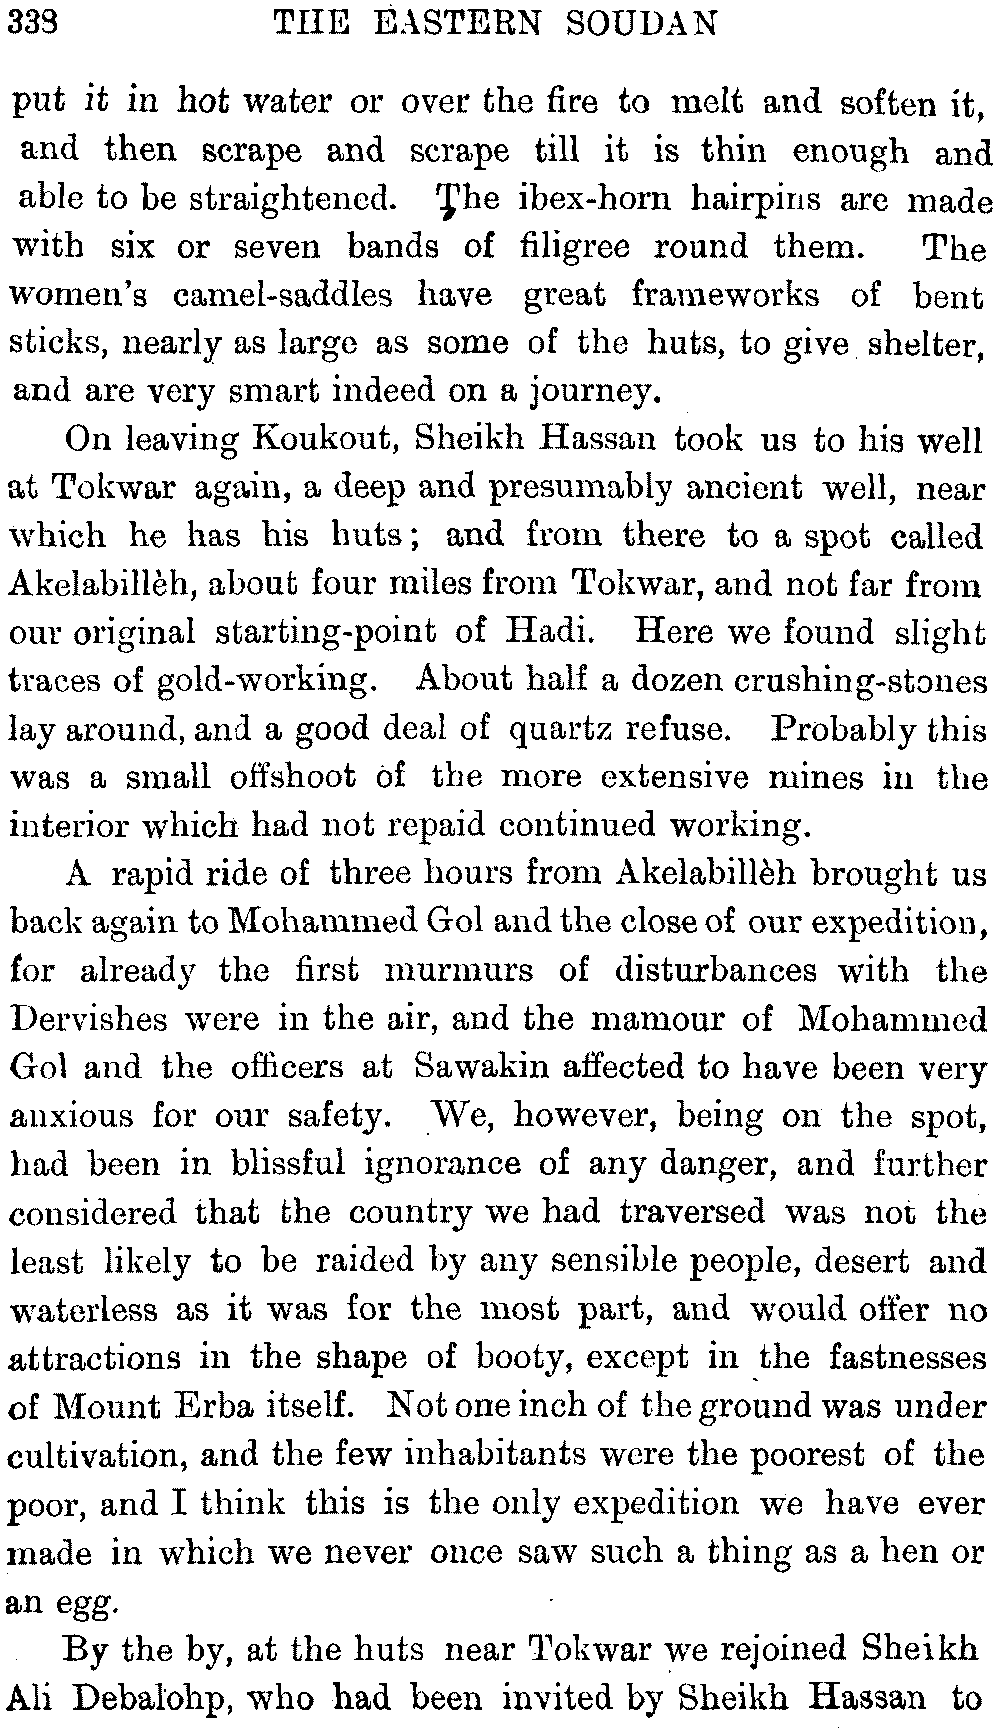 338 THE EASTERN SOUDAN
put it in hot water or over the fire to melt and soften it,
and then scrape and scrape till it is thin enough and
able to be straightened. The ibex-horn hairpins are made
with six or seven bands of filigree round them. The
women's camel-saddles have great frameworks of bent
sticks, nearly as large as some of the huts, to give shelter,
and are very smart indeed on a journey.
On leaving Koukout, Sheikh Hassan took us to his well
at Tokwar again, a deep and presumably ancient well, near
which he has his huts; and from there to a spot called
Akelabillèh, about four miles from Tokwar, and not far from
our original starting-point of Hadi. Here we found slight
traces of gold-working. About half a dozen crushing-stones
lay around, and a good deal of quartz refuse. Probably this
was a small offshoot of the more extensive mines in the
interior which had not repaid continued working.
A rapid ride of three hours from Akelabillèh brought us
back again to Mohammed Gol and the close of our expedition,
for already the first murmurs of disturbances with the
Dervishes were in the air, and the mamour of Mohammed
Gol and the officers at Sawakin affected to have been very
anxious for our safety. We, however, being on the spot,
had been in blissful ignorance of any danger, and further
considered that the country we had traversed was not the
least likely to be raided by any sensible people, desert and
waterless as it was for the most part, and would offer no
attractions in the shape of booty, except in the fastnesses
of Mount Erba itself. Not one inch of the ground was under
cultivation, and the few inhabitants were the poorest of the
poor, and I think this is the only expedition we have ever
made in which we never once saw such a thing as a hen or
an egg.
By the by, at the huts near Tokwar we rejoined Sheikh
Ali Debalohp, who had been invited by Sheikh Hassan to